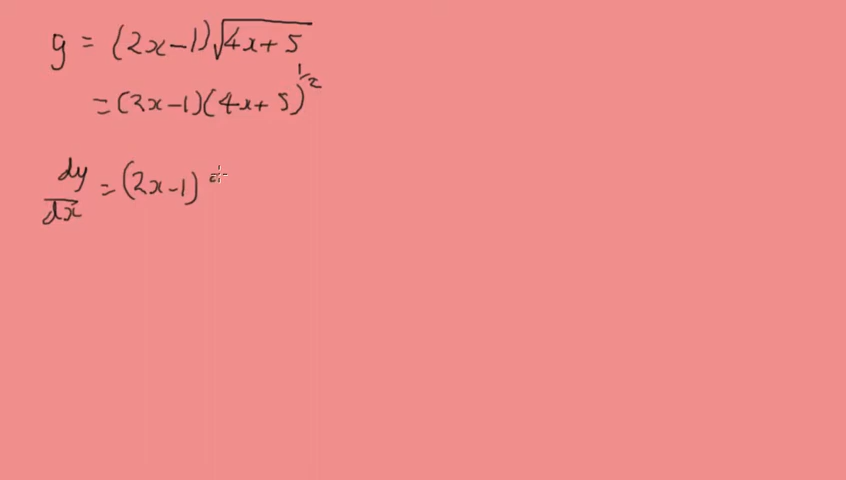 y = (2x-1)√(4x+5)
= (2x-1)(4x+5)^1/2
dy/dx = (2x-1)